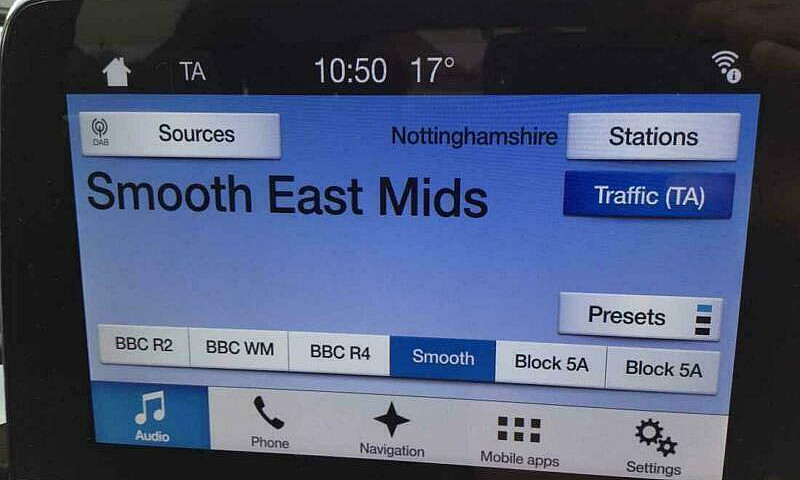 TA 10:50 17°
DAB Sources Nottinghamshire Stations
Smooth East Mids Traffic (TA)
Presets
BBC R2 BBC WM BBC R4 Smooth Block 5A Block 5A
Audio Phone Navigation Mobile apps Settings